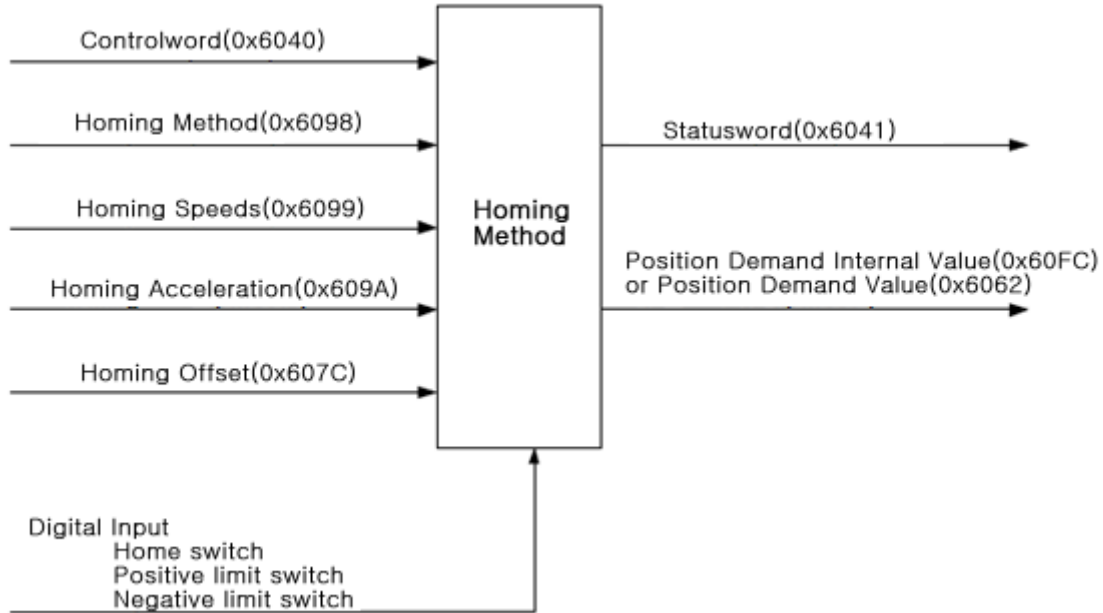 Controlword(0x6040)
Homing Method(0x6098)
Homing Speeds(0x6099)
Homing Acceleration(0x609A)
Homing Offset(0x607C)
Homing
Method
Statusword(0x6041)
Position Demand Internal Value(0x60FC)
or Position Demand Value(0x6062)
Digital Input
Home switch
Positive limit switch
Negative limit switch